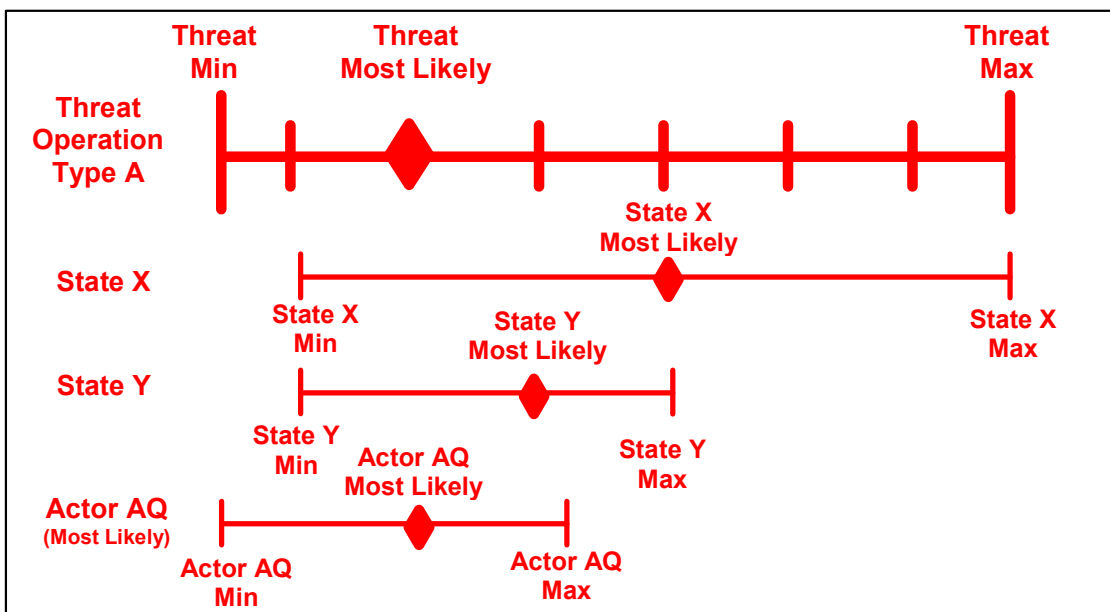 Threat
Min
Threat
Most Likely
Threat
Max
Threat
Operation
Type A
State X
Most Likely
State X
State X
Min
State X
Max
State Y
Most Likely
State Y
State Y
Min
State Y
Max
Actor AQ
Most Likely
Actor AQ
(Most Likely)
Actor AQ
Min
Actor AQ
Max